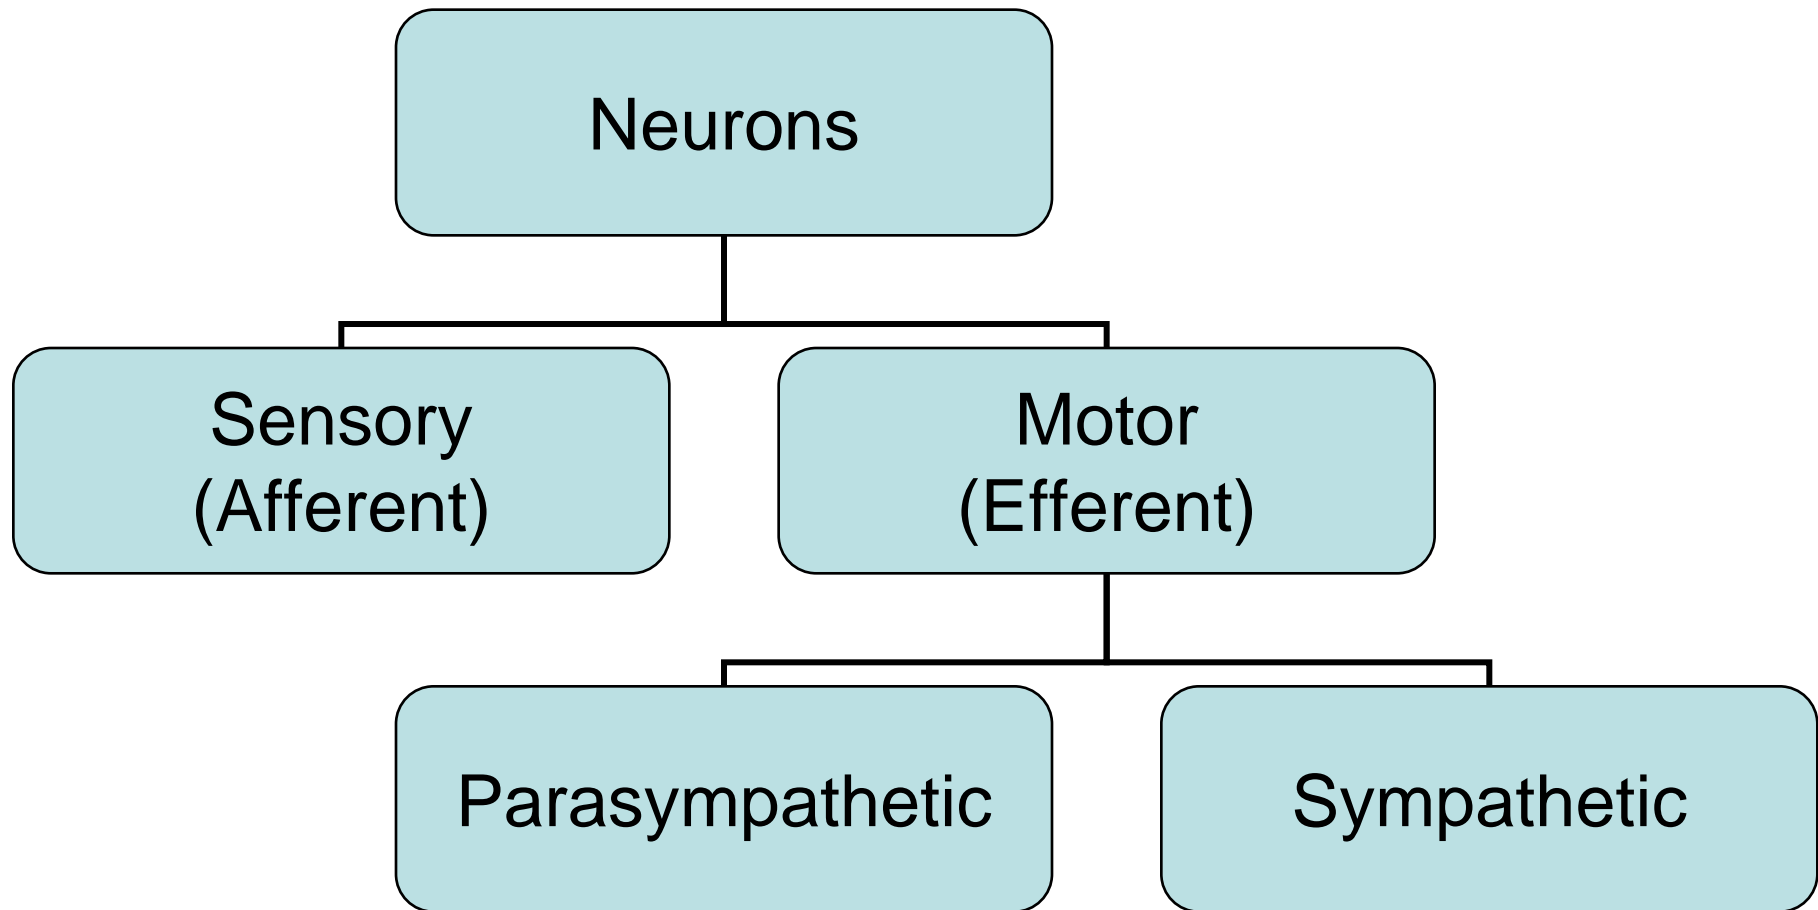 Neurons
Sensory
(Afferent)
Motor
(Efferent)
Parasympathetic
Sympathetic